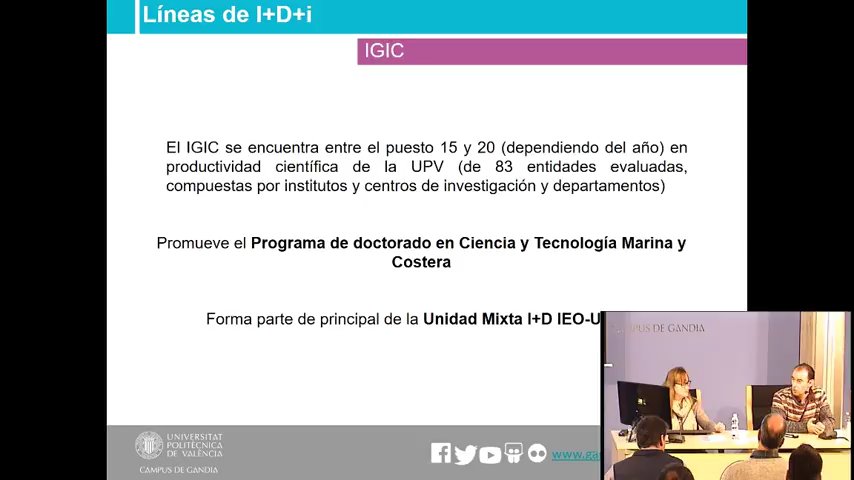 Líneas de I+D+i
IGIC
El IGIC se encuentra entre el puesto 15 y 20 (dependiendo del año) en
productividad científica de la UPV (de 83 entidades evaluadas,
compuestas por institutos y centros de investigación y departamentos)
Promueve el Programa de doctorado en Ciencia y Tecnología Marina y
Costera
Forma parte de principal de la Unidad Mixta I+D IEO-U
CAMPUS DE GANDIA
UNIVERSITAT
POLITÈCNICA
DE VALÈNCIA
CAMPUS DE GANDIA
www.ga